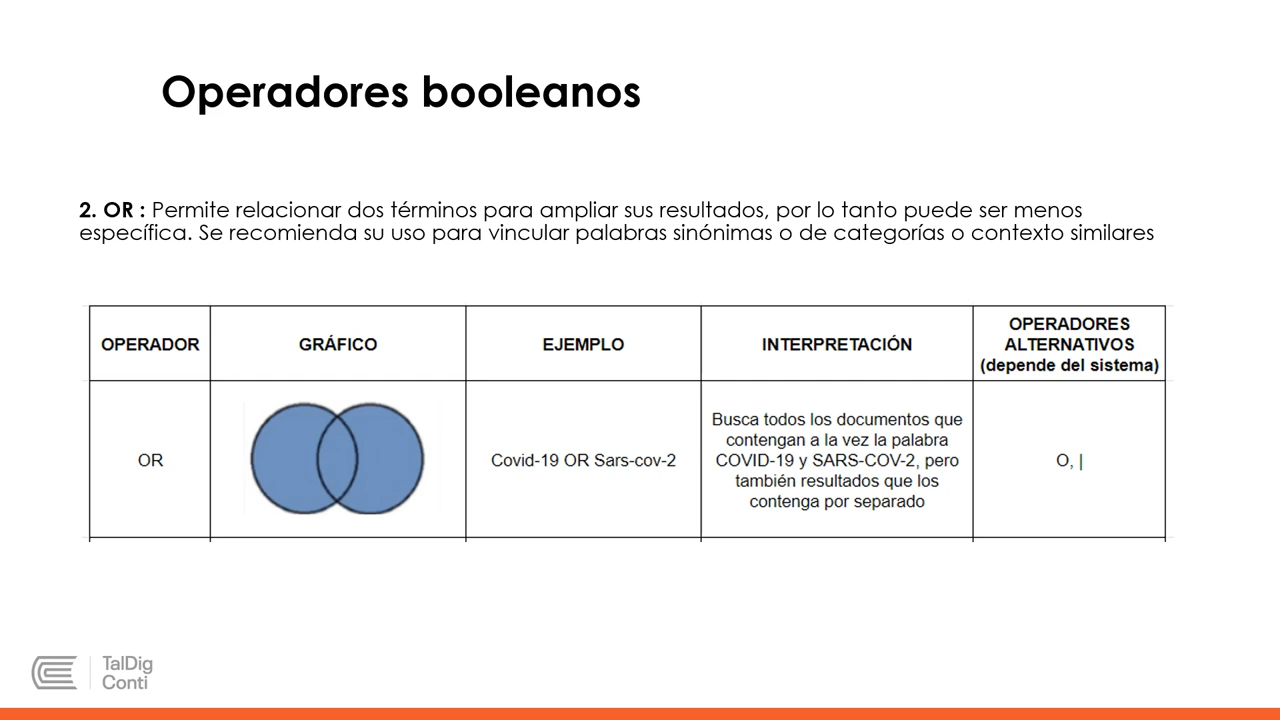 Operadores booleanos
2. OR : Permite relacionar dos términos para ampliar sus resultados, por lo tanto puede ser menos
específica. Se recomienda su uso para vincular palabras sinónimas o de categorías o contexto similares
OPERADOR
GRÁFICO
EJEMPLO
INTERPRETACIÓN
OPERADORES
ALTERNATIVOS
(depende del sistema)
OR
Covid-19 OR Sars-cov-2
Busca todos los documentos que
contengan a la vez la palabra
COVID-19 y SARS-COV-2, pero
también resultados que los
contenga por separado
O, |
TalDig
Conti